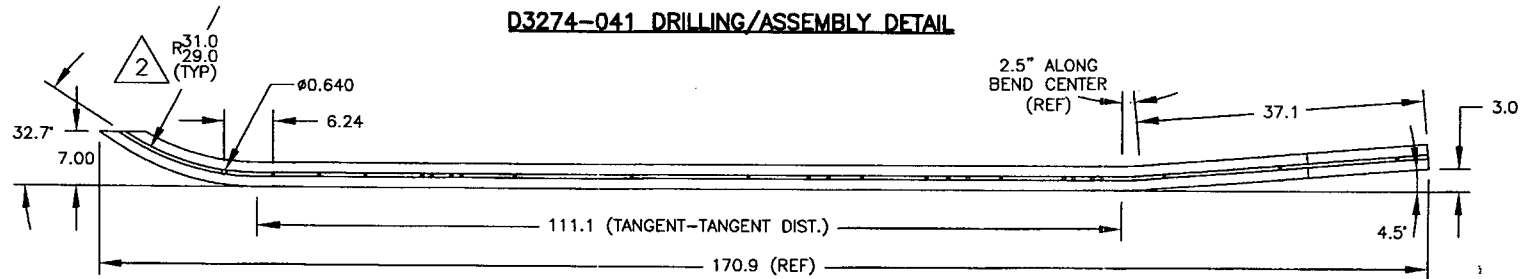 D3274-041 DRILLING/ASSEMBLY DETAIL
2
R31.0
29.0
(TYP)
ø0.640
6.24
32.7°
7.00
2.5" ALONG
BEND CENTER
(REF)
37.1
3.0
111.1 (TANGENT-TANGENT DIST.)
4.5°
170.9 (REF)